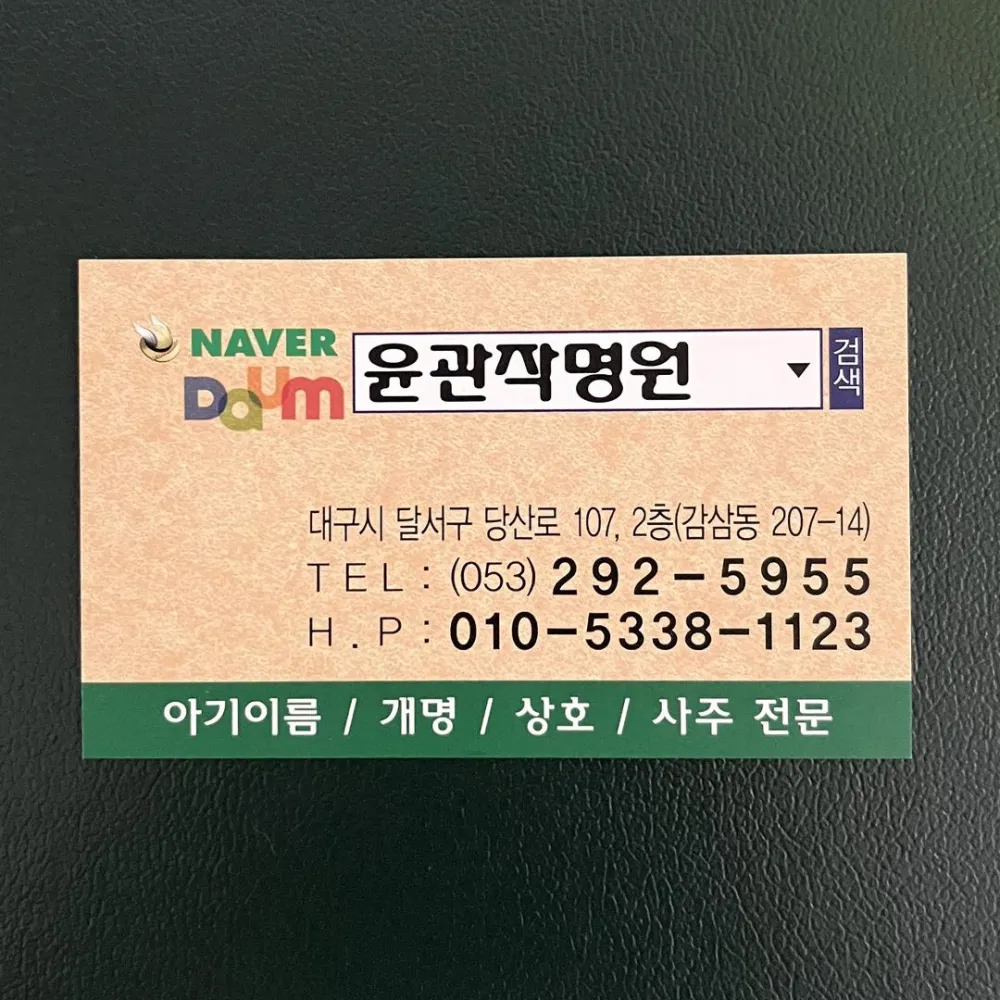 NAVER
Daum
윤관작명원
검색
대구시 달서구 당산로 107, 2층(감삼동 207-14)
TEL : (053) 292-5955
H.P : 010-5338-1123
아기이름 / 개명 / 상호 / 사주 전문